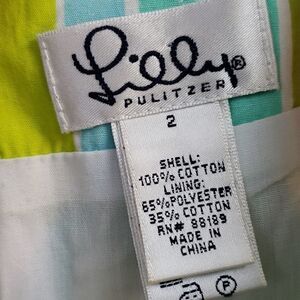 Lilly®
PULITZER
2
SHELL:
100% COTTON
LINING:
65% POLYESTER
35% COTTON
RN# 88189
MADE IN
CHINA
P